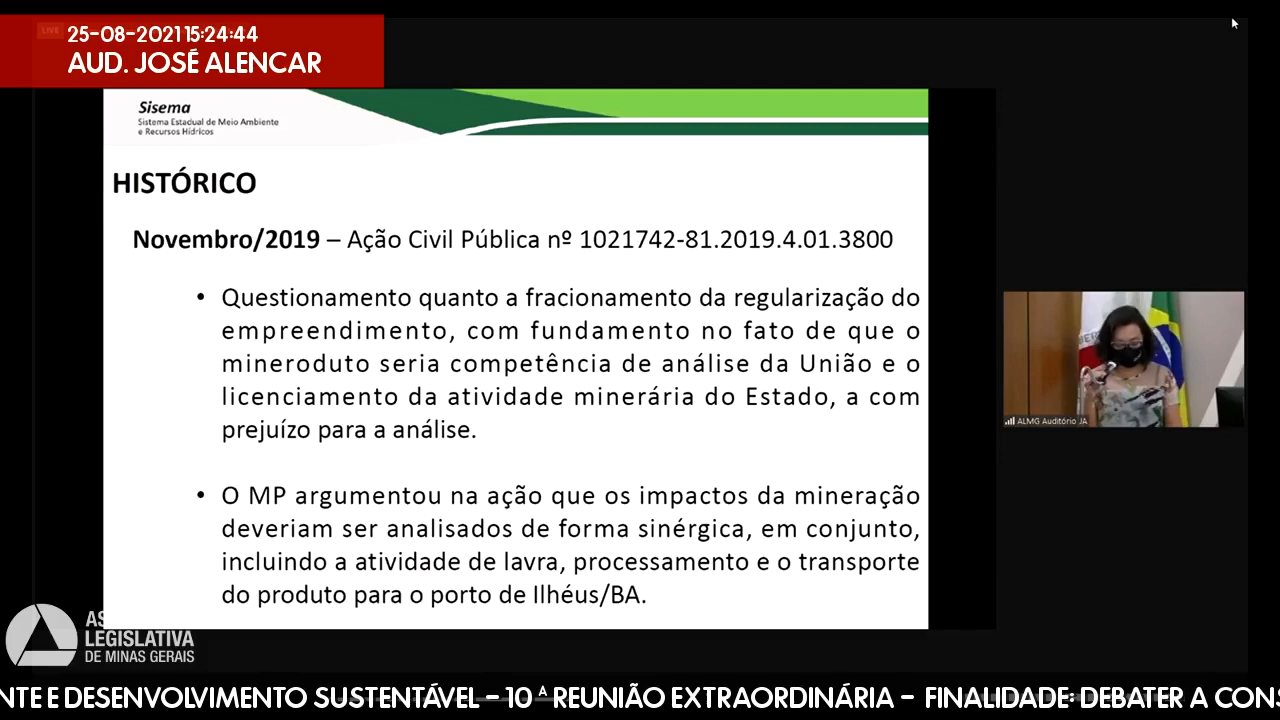 LIVE
25-08-2021 15:24:44
AUD. JOSÉ ALENCAR
Sisema
Sistema Estadual de Meio Ambiente
e Recursos Hídricos
HISTÓRICO
Novembro/2019 – Ação Civil Pública nº 1021742-81.2019.4.01.3800
• Questionamento quanto a fracionamento da regularização do
empreendimento, com fundamento no fato de que o
mineroduto seria competência de análise da União e o
licenciamento da atividade minerária do Estado, a com
prejuízo para a análise.
• O MP argumentou na ação que os impactos da mineração
deveriam ser analisados de forma sinérgica, em conjunto,
incluindo a atividade de lavra, processamento e o transporte
do produto para o porto de Ilhéus/BA.
ALMG Auditório JA
AS
LEGISLATIVA
DE MINAS GERAIS
NTE E DESENVOLVIMENTO SUSTENTÁVEL – 10 ª REUNIÃO EXTRAORDINÁRIA – FINALIDADE: DEBATER A CONS